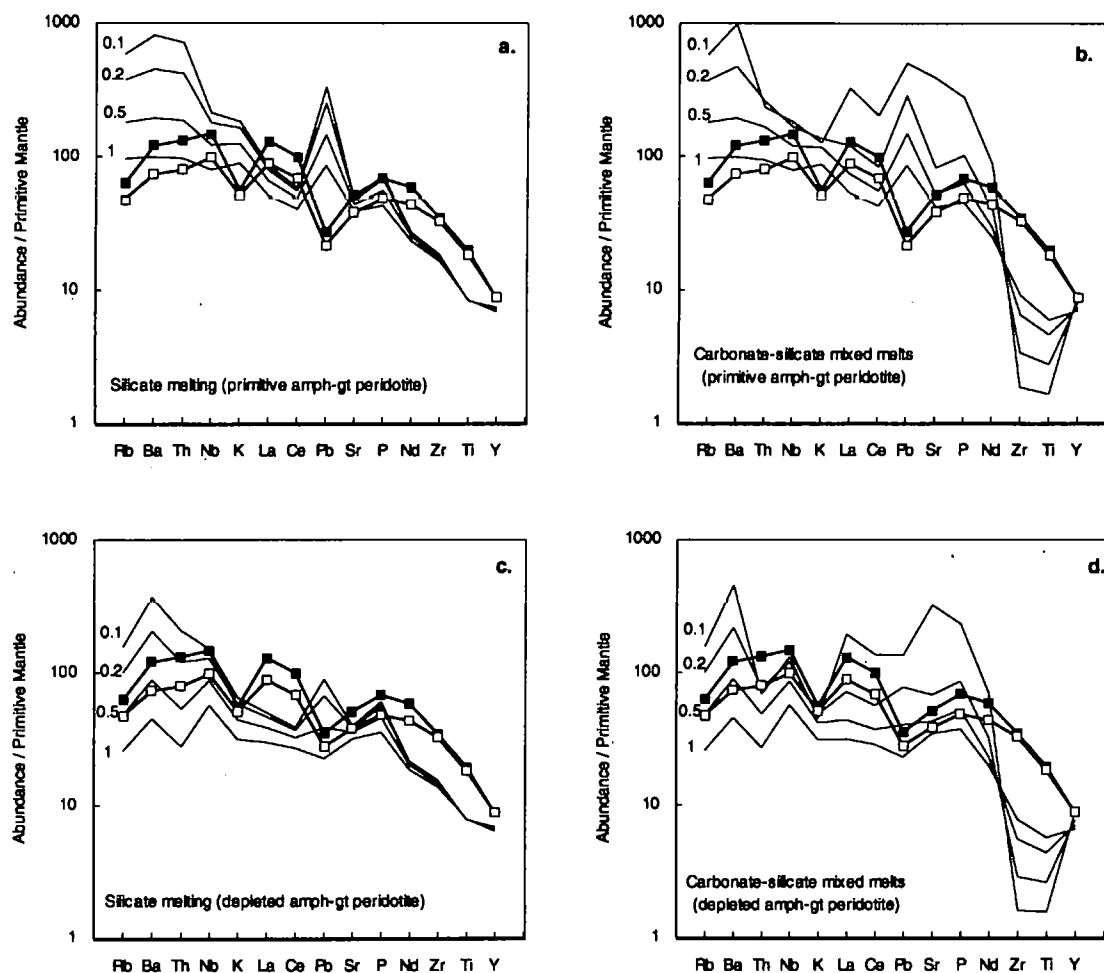 1000
100
10
1
Abundance / Primitive Mantle
a.
0.1
0.2
0.5
1
Silicate melting (primitive amph-gt peridotite)
Rb Ba Th Nb K La Ce Pb Sr P Nd Zr Ti Y
1000
100
10
1
Abundance / Primitive Mantle
b.
0.1
0.2
0.5
1
Carbonate-silicate mixed melts
(primitive amph-gt peridotite)
Rb Ba Th Nb K La Ce Pb Sr P Nd Zr Ti Y
1000
100
10
1
Abundance / Primitive Mantle
c.
0.1
0.2
0.5
1
Silicate melting (depleted amph-gt peridotite)
Rb Ba Th Nb K La Ce Pb Sr P Nd Zr Ti Y
1000
100
10
1
Abundance / Primitive Mantle
d.
0.1
0.2
0.5
1
Carbonate-silicate mixed melts
(depleted amph-gt peridotite)
Rb Ba Th Nb K La Ce Pb Sr P Nd Zr Ti Y